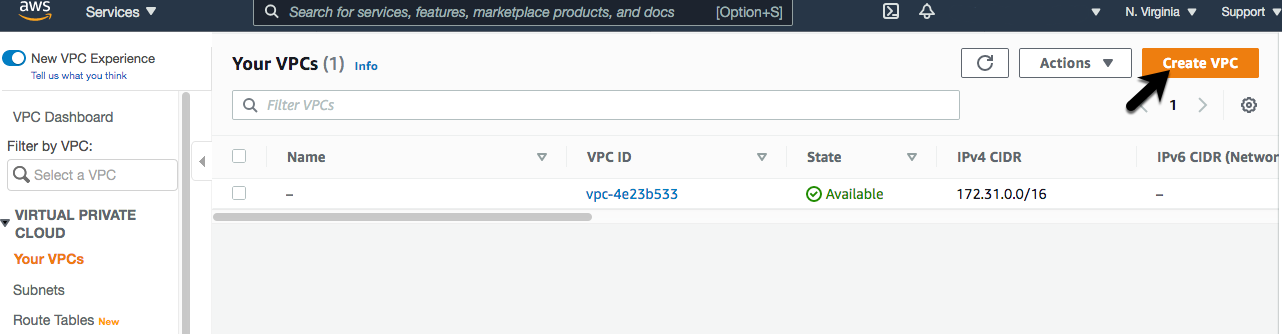 aws Services Search for services, features, marketplace products, and docs [Option+S] N. Virginia Support
New VPC Experience
Tell us what you think
VPC Dashboard
Filter by VPC:
Select a VPC
VIRTUAL PRIVATE
CLOUD
Your VPCs
Subnets
Route Tables New
Your VPCs (1) Info Actions Create VPC
Filter VPCs 1
Name VPC ID State IPv4 CIDR IPv6 CIDR (Networ
– vpc-4e23b533 Available 172.31.0.0/16 –